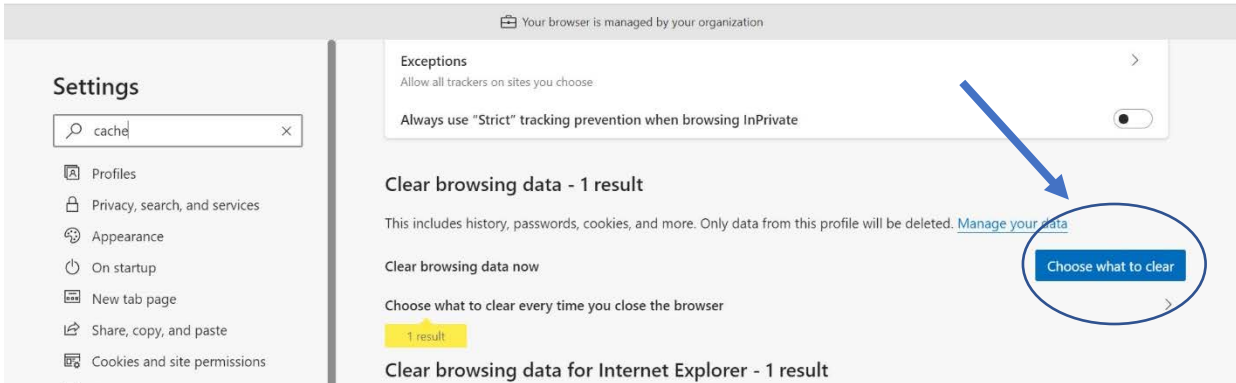 Your browser is managed by your organization
Settings
cache
Profiles
Privacy, search, and services
Appearance
On startup
New tab page
Share, copy, and paste
Cookies and site permissions
Exceptions
Allow all trackers on sites you choose
Always use "Strict" tracking prevention when browsing InPrivate
Clear browsing data - 1 result
This includes history, passwords, cookies, and more. Only data from this profile will be deleted. Manage your data
Clear browsing data now
Choose what to clear
Choose what to clear every time you close the browser
1 result
Clear browsing data for Internet Explorer - 1 result